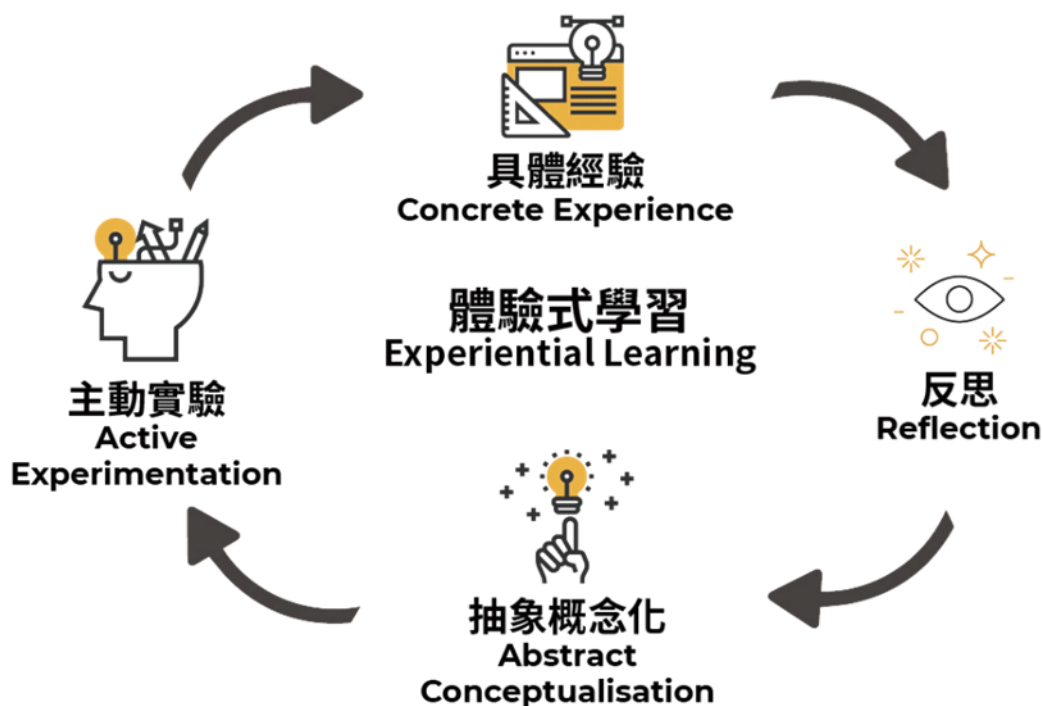 具體經驗
Concrete Experience
體驗式學習
Experiential Learning
反思
Reflection
主動實驗
Active
Experimentation
抽象概念化
Abstract
Conceptualisation